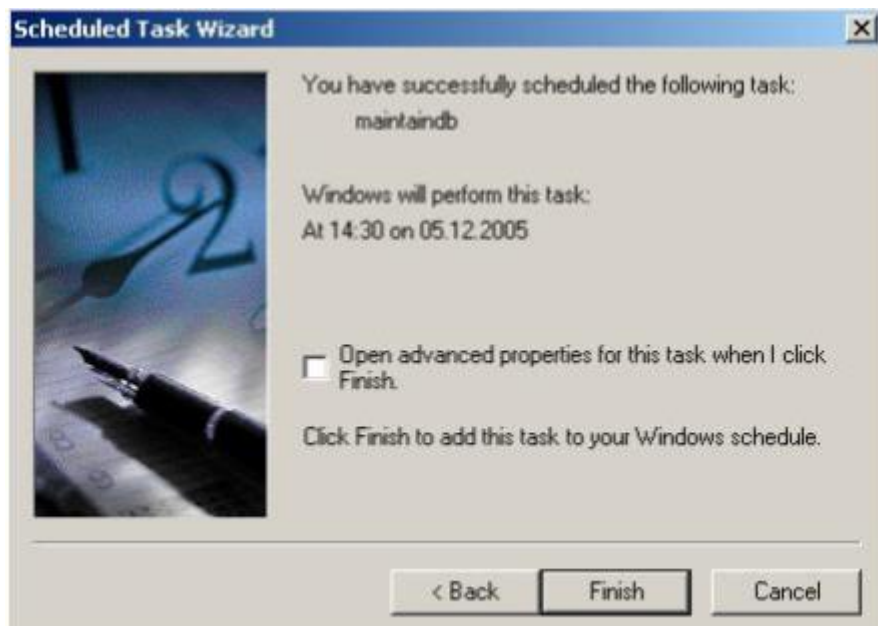 Scheduled Task Wizard
You have successfully scheduled the following task:
maintaindb
Windows will perform this task:
At 14:30 on 05.12.2005
Open advanced properties for this task when I click
Finish.
Click Finish to add this task to your Windows schedule.
< Back
Finish
Cancel